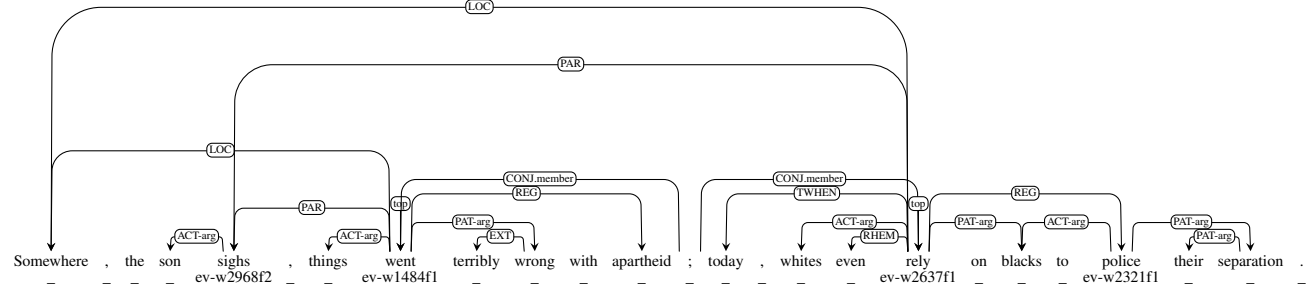 LOC
PAR
LOC
CONJ.member CONJ.member
REG TWHEN REG
PAR top top
PAT-arg ACT-arg PAT-arg ACT-arg PAT-arg
ACT-arg ACT-arg EXT RHEM PAT-arg
Somewhere , the son sighs , things went terribly wrong with apartheid ; today , whites even rely on blacks to police their separation .
_ _ _ _ ev-w2968f2 _ _ ev-w1484f1 _ _ _ _ _ _ _ _ _ ev-w2637f1 _ _ _ ev-w2321f1 _ _ _